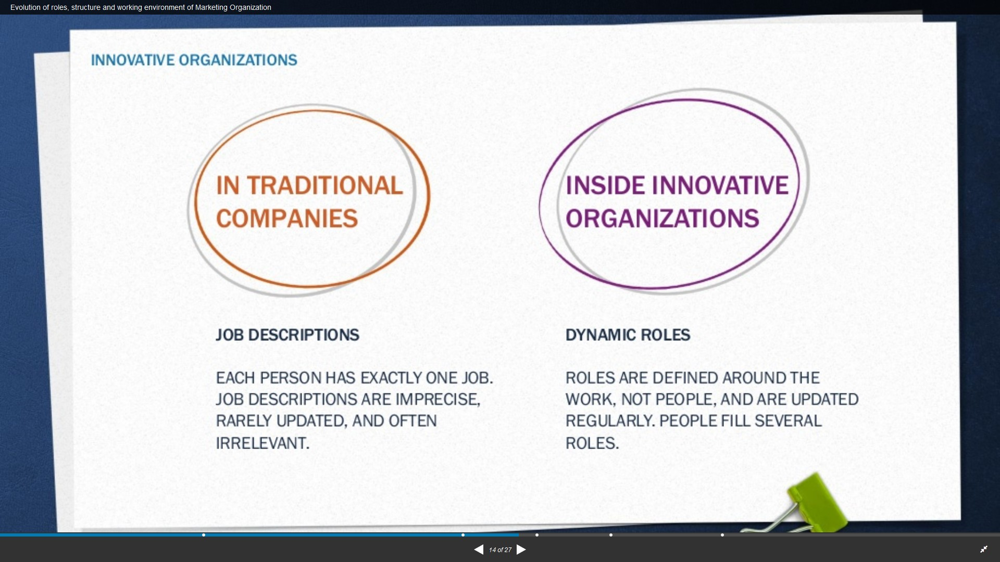 Evolution of roles, structure and working environment of Marketing Organization
INNOVATIVE ORGANIZATIONS
IN TRADITIONAL
COMPANIES
JOB DESCRIPTIONS
EACH PERSON HAS EXACTLY ONE JOB.
JOB DESCRIPTIONS ARE IMPRECISE,
RARELY UPDATED, AND OFTEN
IRRELEVANT.
INSIDE INNOVATIVE
ORGANIZATIONS
DYNAMIC ROLES
ROLES ARE DEFINED AROUND THE
WORK, NOT PEOPLE, AND ARE UPDATED
REGULARLY. PEOPLE FILL SEVERAL
ROLES.
14 of 27